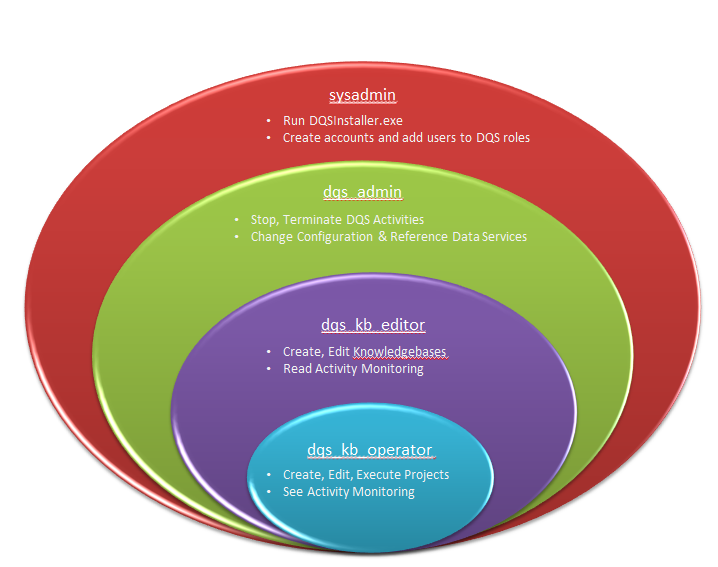 sysadmin
• Run DQSInstaller.exe
• Create accounts and add users to DQS roles
dqs_admin
• Stop, Terminate DQS Activities
• Change Configuration & Reference Data Services
dqs_kb_editor
• Create, Edit Knowledgebases
• Read Activity Monitoring
dqs_kb_operator
• Create, Edit, Execute Projects
• See Activity Monitoring